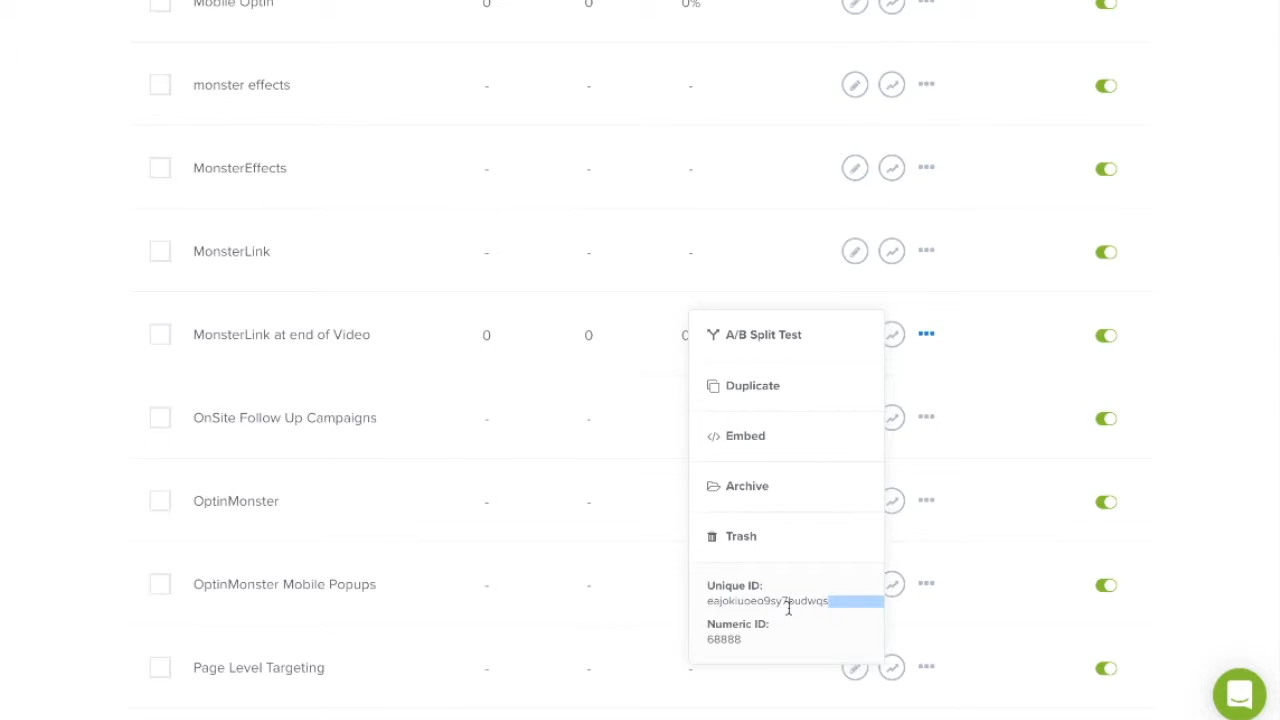 Mobile Optin 0 0 0%
monster effects - - -
MonsterEffects - - -
MonsterLink - - -
MonsterLink at end of Video 0 0 0
A/B Split Test
Duplicate
OnSite Follow Up Campaigns - -
Embed
Archive
OptinMonster - -
Trash
OptinMonster Mobile Popups - -
Unique ID:
Numeric ID:
68888
Page Level Targeting - - -